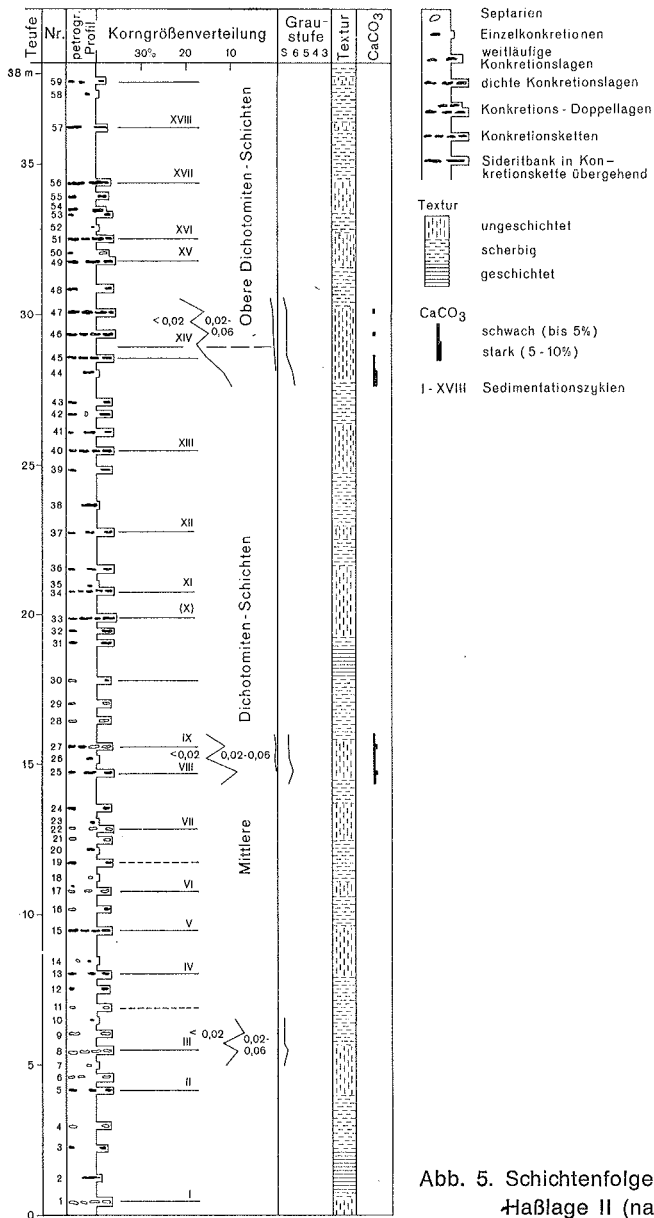 Teufe
Nr.
petrogr. Profil
Korngrößenverteilung
30% 20 10
Grau-
stufe
S 6 5 4 3
Textur
CaCO3
38 m
59
58
57 XVIII
35
56 XVII
55
54
53
52
51 XVI
50 XV
49
48
30
47
<0,02 0,02-
0,06
46
XIV
45
44
43
42
41
40 XIII
25
39
38
37 XII
36
35 XI
34
20
33 (X)
32
31
30
29
28
27 IX
<0,02 0,02-0,06
26
15
25 VIII
24
23 VII
22
21
20
19
18
17 VI
16
10
15 V
14
13 IV
12
11
10
9
< 0,02 0,02-
0,06
8 III
5
7
6
5 II
4
3
2
1 I
0
Obere Dichotomiten-Schichten
Mittlere Dichotomiten-Schichten
Septarien
Einzelkonkretionen
weitläufige
Konkretionslagen
dichte Konkretionslagen
Konkretions-Doppellagen
Konkretionsketten
Sideritbank in Kon-
kretionskette übergehend
Textur
ungeschichtet
scherbig
geschichtet
CaCO3
schwach (bis 5%)
stark (5-10%)
I-XVIII Sedimentationszyklen
Abb. 5. Schichtenfolge
Haßlage II (na